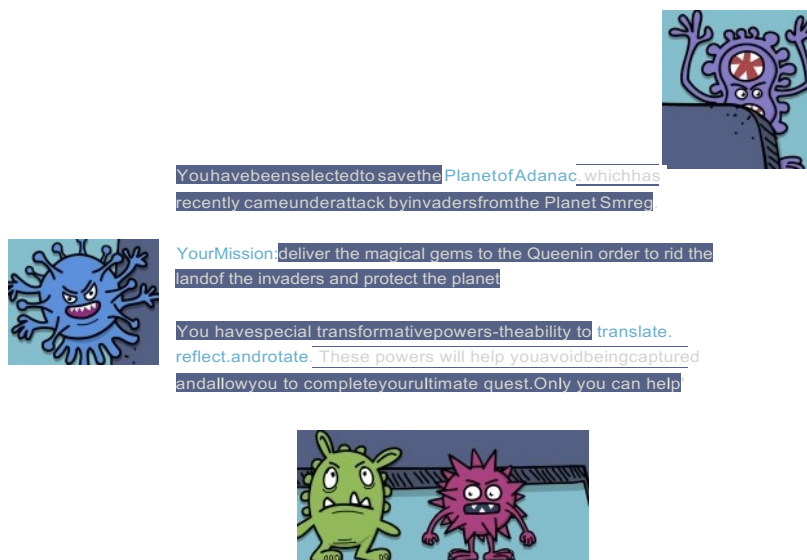 Youhavebeenselectedto savethe PlanetofAdanac. whichhas
recently cameunderattack byinvadersfromthe Planet Smreg.
YourMission:deliver the magical gems to the Queenin order to rid the
landof the invaders and protect the planet
You havespecial transformativepowers-theability to translate.
reflect.androtate. These powers will help youavoidbeingcaptured
andallowyou to completeyourultimate quest.Only you can help'